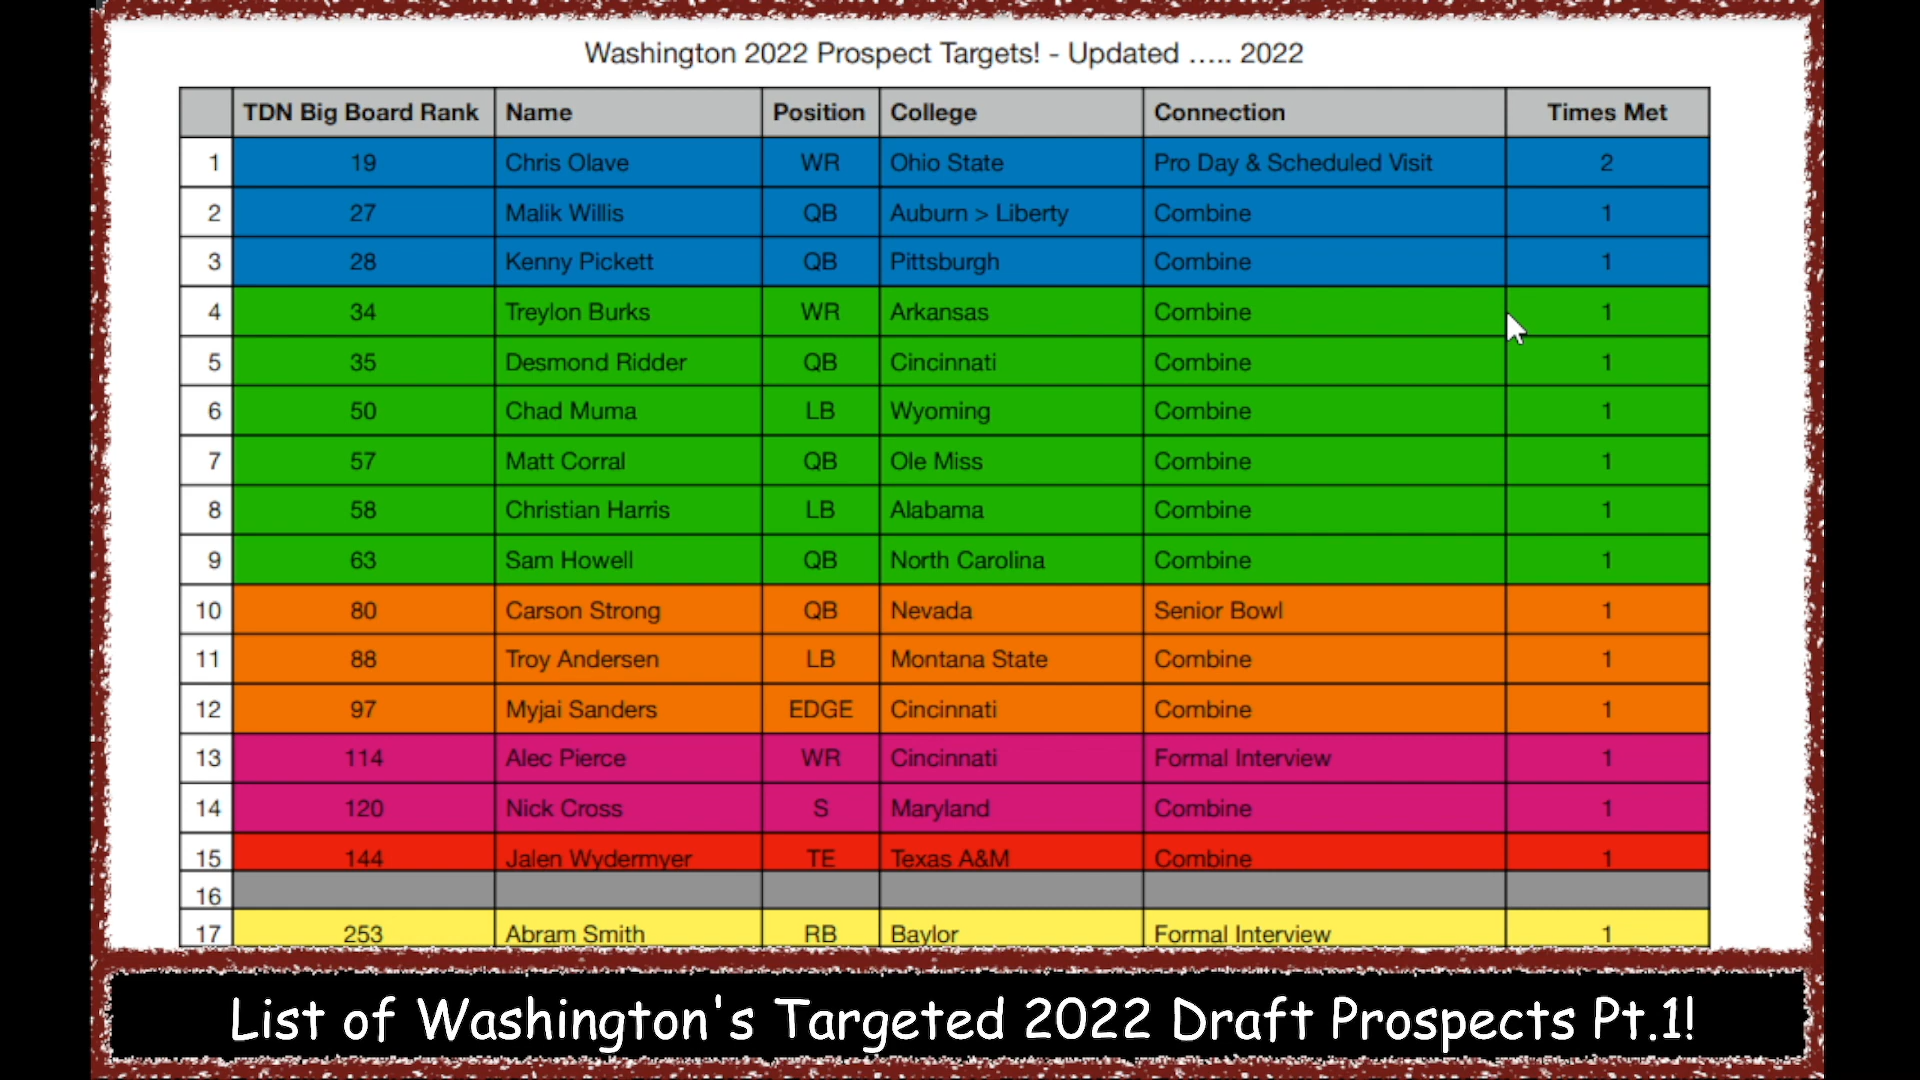 Washington 2022 Prospect Targets! - Updated ..... 2022
TDN Big Board Rank Name Position College Connection Times Met
1 19 Chris Olave WR Ohio State Pro Day & Scheduled Visit 2
2 27 Malik Willis QB Auburn > Liberty Combine 1
3 28 Kenny Pickett QB Pittsburgh Combine 1
4 34 Treylon Burks WR Arkansas Combine 1
5 35 Desmond Ridder QB Cincinnati Combine 1
6 50 Chad Muma LB Wyoming Combine 1
7 57 Matt Corral QB Ole Miss Combine 1
8 58 Christian Harris LB Alabama Combine 1
9 63 Sam Howell QB North Carolina Combine 1
10 80 Carson Strong QB Nevada Senior Bowl 1
11 88 Troy Andersen LB Montana State Combine 1
12 97 Myjai Sanders EDGE Cincinnati Combine 1
13 114 Alec Pierce WR Cincinnati Formal Interview 1
14 120 Nick Cross S Maryland Combine 1
15 144 Jalen Wydermyer TE Texas A&M Combine 1
16
17 253 Abram Smith RB Baylor Formal Interview 1
List of Washington's Targeted 2022 Draft Prospects Pt.1!